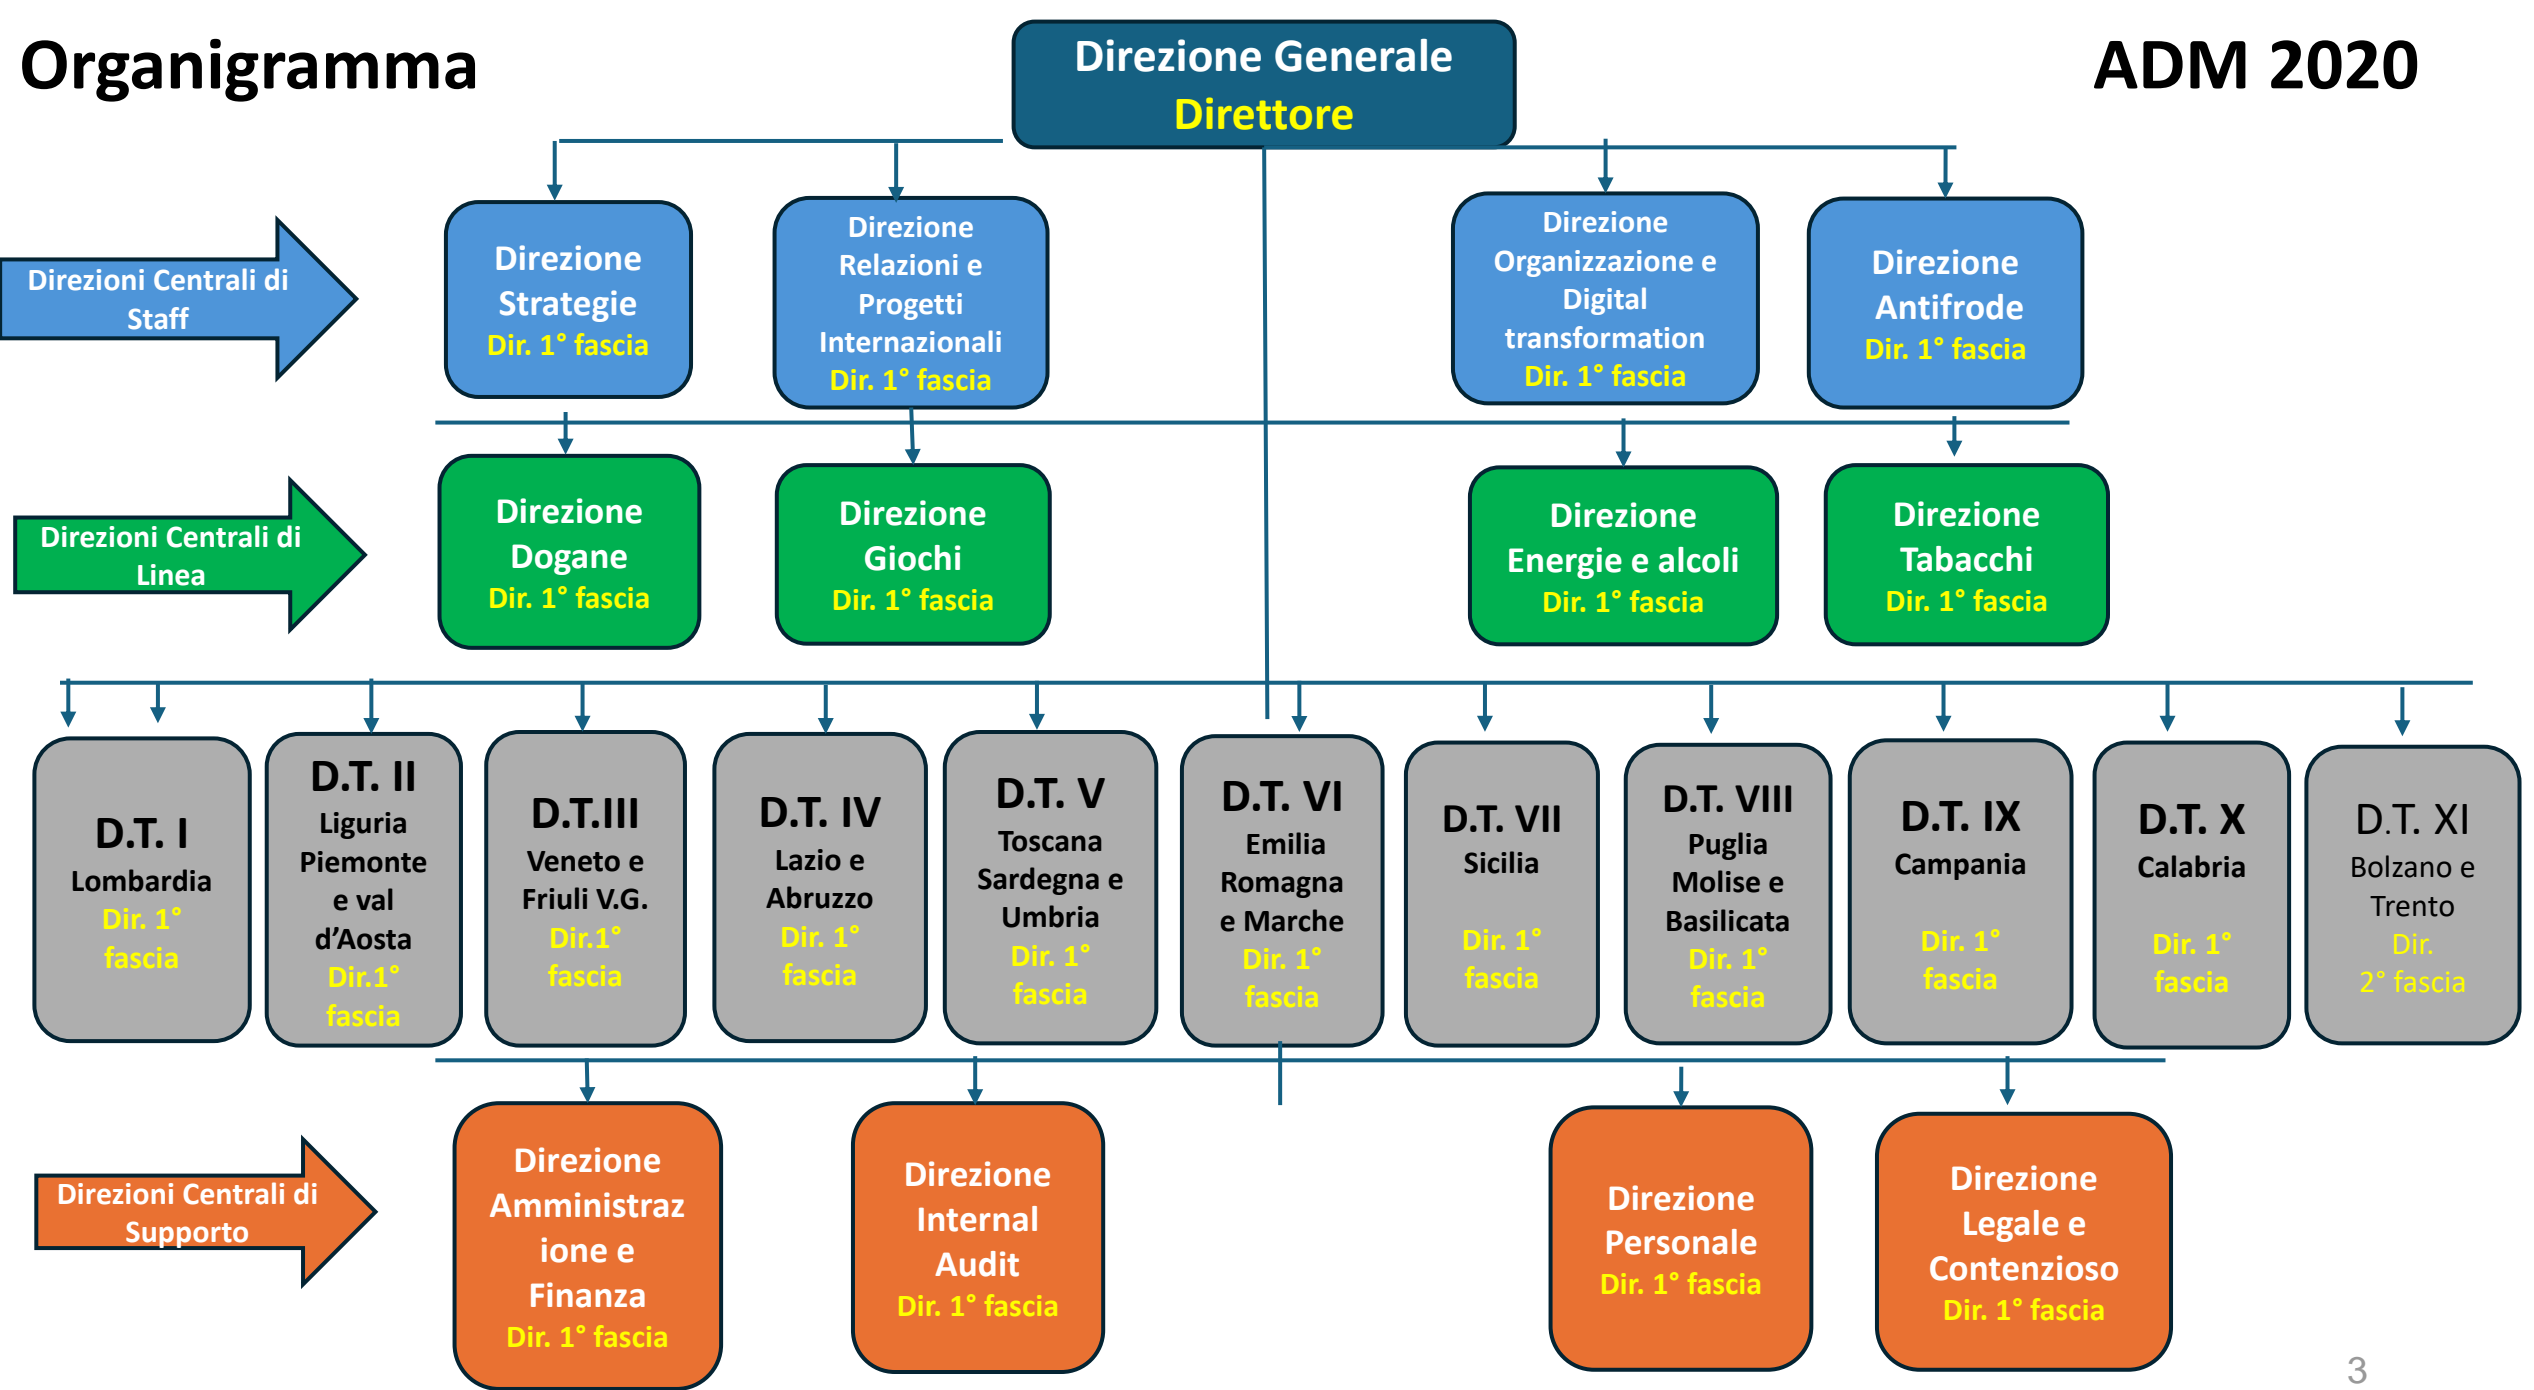 Organigramma
Direzione Generale
Direttore
ADM 2020
Direzioni Centrali di
Staff
Direzione
Strategie
Dir. 1° fascia
Direzione
Relazioni e
Progetti
Internazionali
Dir. 1° fascia
Direzione
Organizzazione e
Digital
transformation
Dir. 1° fascia
Direzione
Antifrode
Dir. 1° fascia
Direzioni Centrali di
Linea
Direzione
Dogane
Dir. 1° fascia
Direzione
Giochi
Dir. 1° fascia
Direzione
Energie e alcoli
Dir. 1° fascia
Direzione
Tabacchi
Dir. 1° fascia
D.T. I
Lombardia
Dir. 1°
fascia
D.T. II
Liguria
Piemonte
e val
d’Aosta
Dir.1°
fascia
D.T.III
Veneto e
Friuli V.G.
Dir.1°
fascia
D.T. IV
Lazio e
Abruzzo
Dir. 1°
fascia
D.T. V
Toscana
Sardegna e
Umbria
Dir. 1°
fascia
D.T. VI
Emilia
Romagna
e Marche
Dir. 1°
fascia
D.T. VII
Sicilia
Dir. 1°
fascia
D.T. VIII
Puglia
Molise e
Basilicata
Dir. 1°
fascia
D.T. IX
Campania
Dir. 1°
fascia
D.T. X
Calabria
Dir. 1°
fascia
D.T. XI
Bolzano e
Trento
Dir.
2° fascia
Direzioni Centrali di
Supporto
Direzione
Amministraz
ione e
Finanza
Dir. 1° fascia
Direzione
Internal
Audit
Dir. 1° fascia
Direzione
Personale
Dir. 1° fascia
Direzione
Legale e
Contenzioso
Dir. 1° fascia
3